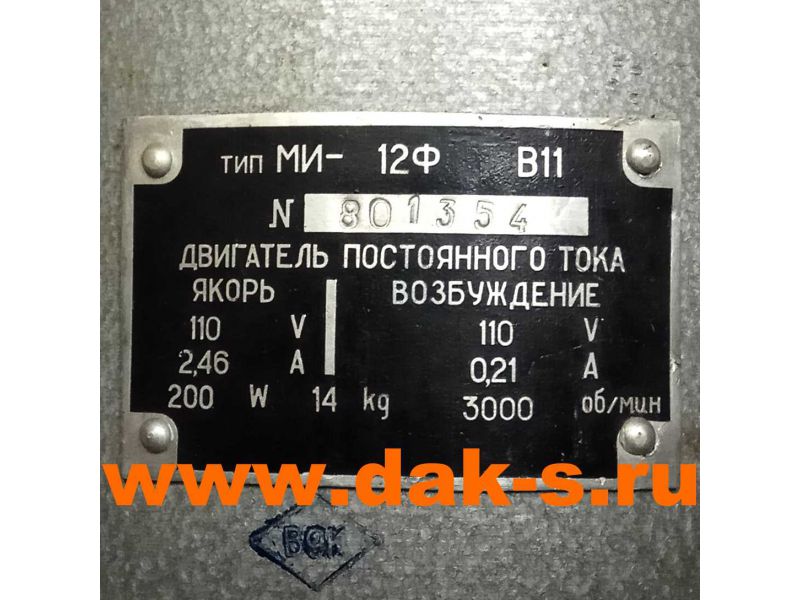 ТИП МИ- 12Ф В11
N 801354
ДВИГАТЕЛЬ ПОСТОЯННОГО ТОКА
ЯКОРЬ ВОЗБУЖДЕНИЕ
110 V 110 V
2,46 A 0,21 A
200 W 14 kg 3000 об/мин
www.dak-s.ru
ВОК